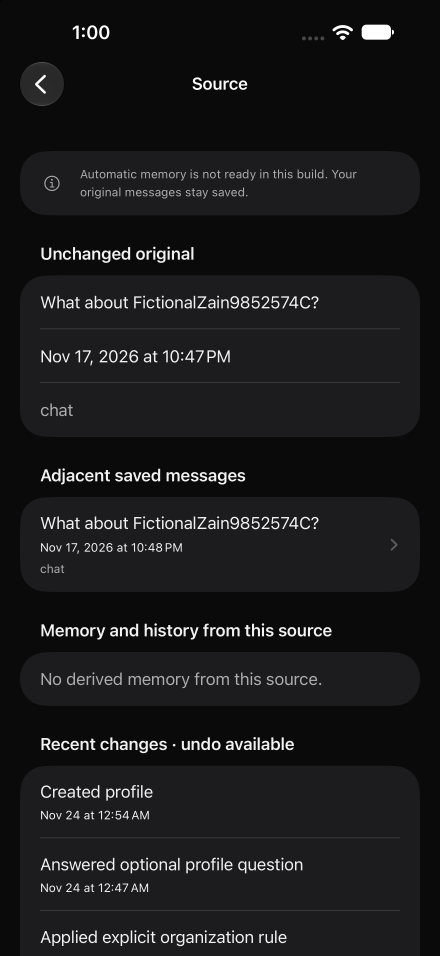 1:00
Source
Automatic memory is not ready in this build. Your
original messages stay saved.
Unchanged original
What about FictionalZain9852574C?
Nov 17, 2026 at 10:47 PM
chat
Adjacent saved messages
What about FictionalZain9852574C?
Nov 17, 2026 at 10:48 PM
chat
Memory and history from this source
No derived memory from this source.
Recent changes · undo available
Created profile
Nov 24 at 12:54 AM
Answered optional profile question
Nov 24 at 12:47 AM
Applied explicit organization rule